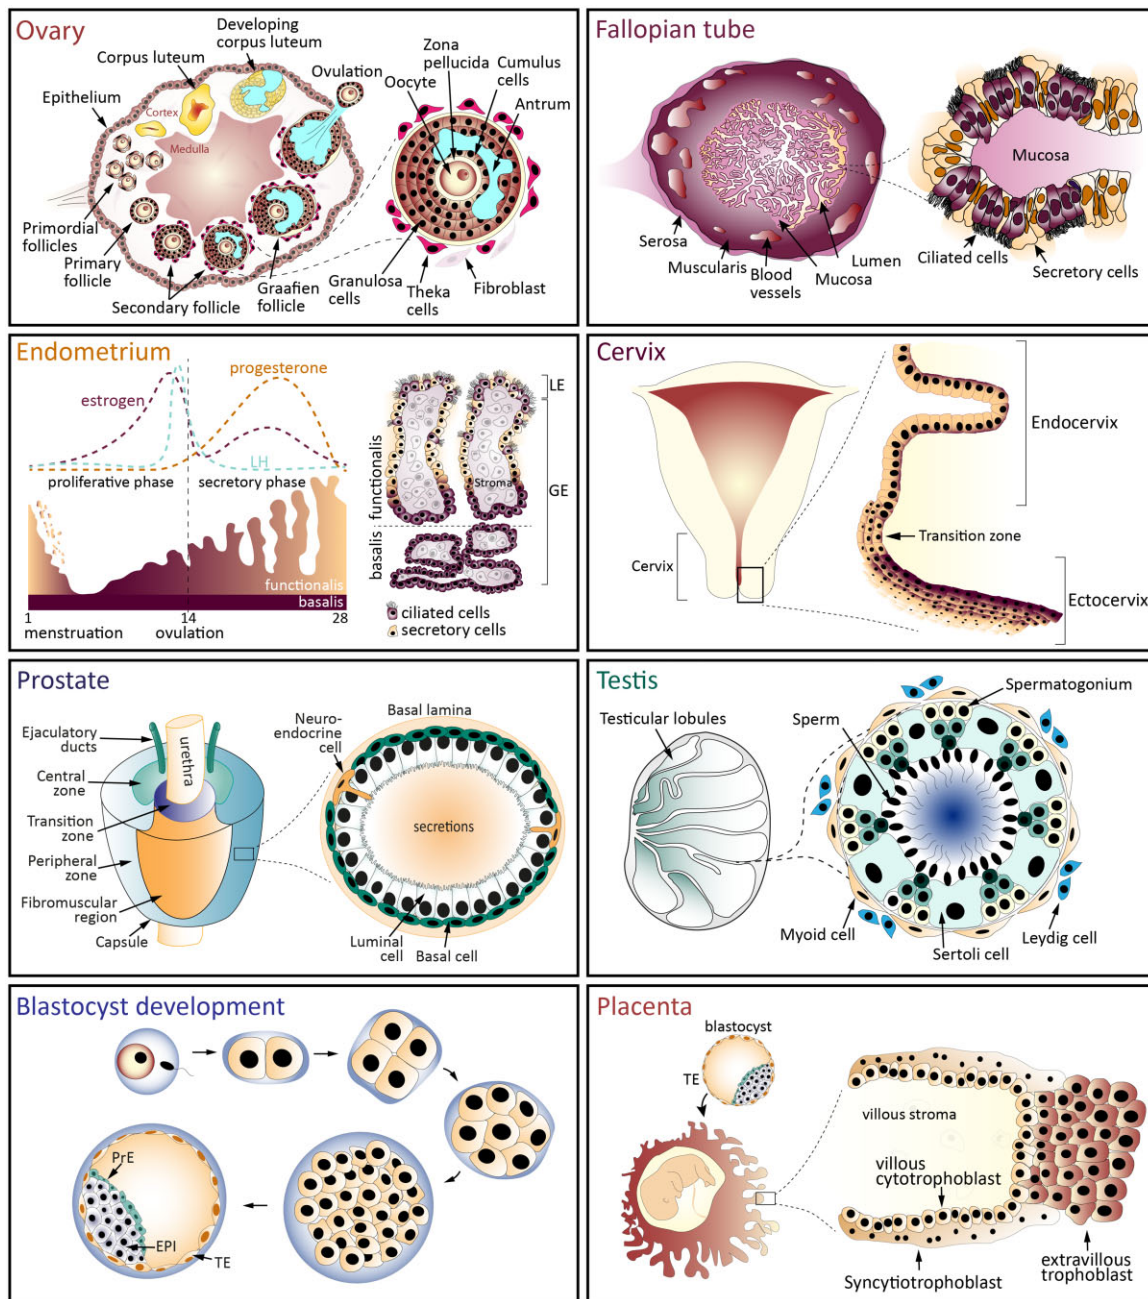 Ovary
Developing
corpus luteum
Corpus luteum
Ovulation
Epithelium
Cortex
Medulla
Primordial
follicles
Primary
follicle
Secondary follicle
Graafien
follicle
Zona
pellucida
Oocyte
Cumulus
cells
Antrum
Granulosa
cells
Theka
cells
Fibroblast
Fallopian tube
Mucosa
Serosa
Muscularis
Blood
vessels
Mucosa
Lumen
Ciliated cells
Secretory cells
Endometrium
progesterone
estrogen
LH
proliferative phase
secretory phase
functionalis
basalis
1
14
28
menstruation
ovulation
LE
functionalis
Stroma
GE
basalis
ciliated cells
secretory cells
Cervix
Endocervix
Transition zone
Cervix
Ectocervix
Prostate
Ejaculatory
ducts
urethra
Central
zone
Transition
zone
Peripheral
zone
Fibromuscular
region
Capsule
Neuro-
endocrine
cell
Basal lamina
secretions
Luminal
cell
Basal cell
Testis
Testicular lobules
Spermatogonium
Sperm
Myoid cell
Sertoli cell
Leydig cell
Blastocyst development
PrE
EPI
TE
Placenta
blastocyst
TE
villous stroma
villous
cytotrophoblast
Syncytiotrophoblast
extravillous
trophoblast